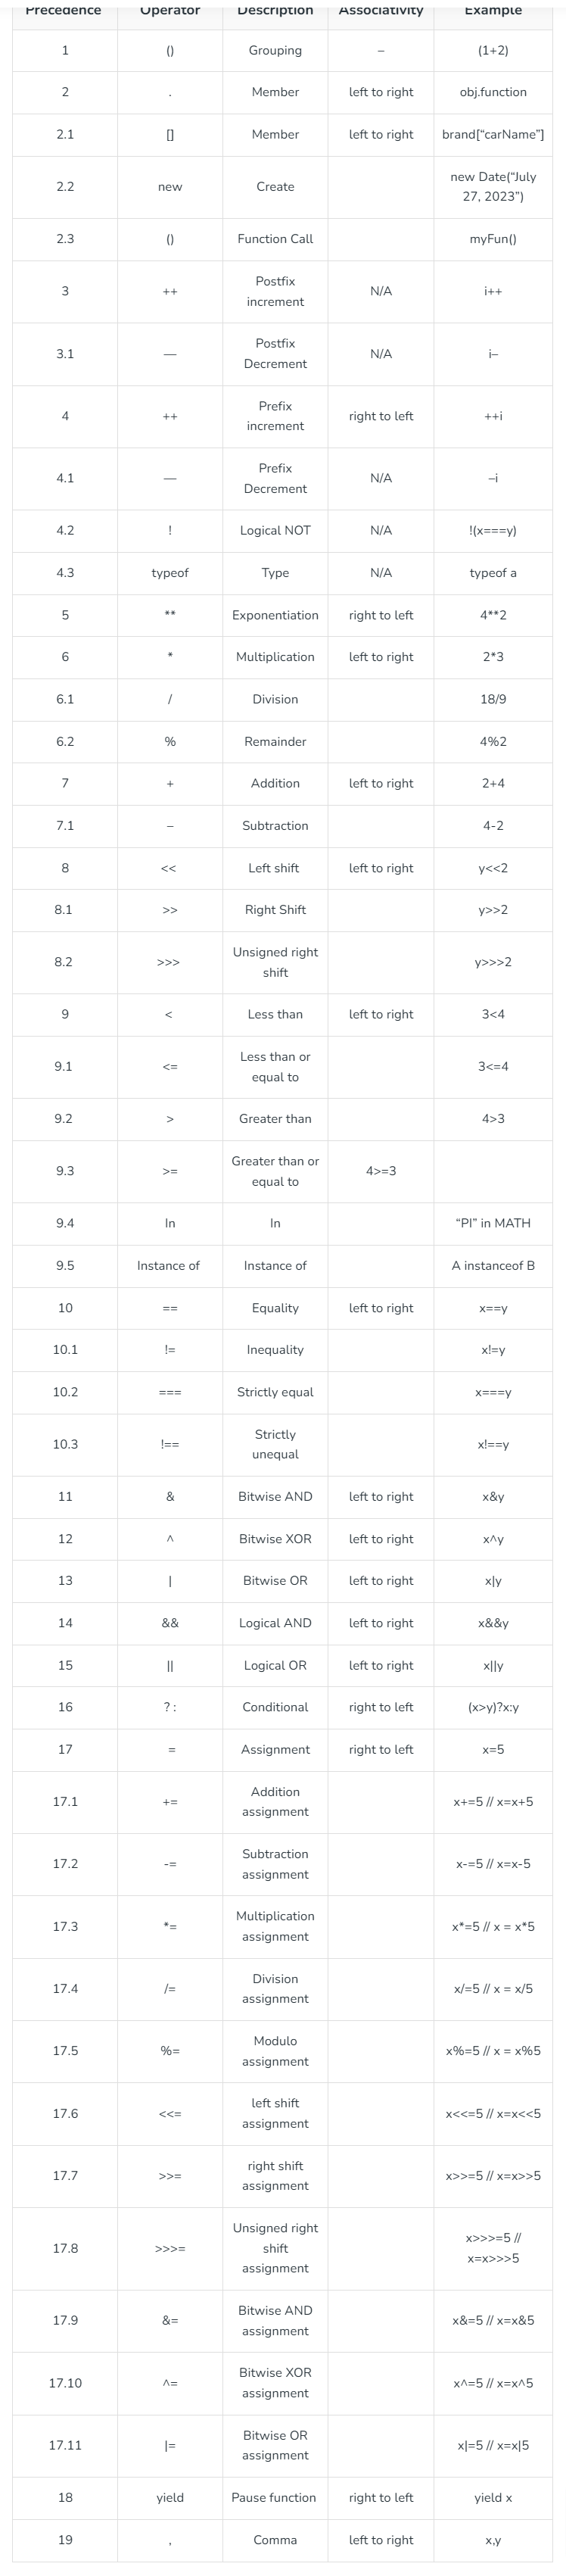 Precedence Operator Description Associativity Example
1 () Grouping – (1+2)
2 . Member left to right obj.function
2.1 [] Member left to right brand[“carName”]
2.2 new Create new Date(“July
27, 2023”)
2.3 () Function Call myFun()
3 ++ Postfix
increment N/A i++
3.1 — Postfix
Decrement N/A i–
4 ++ Prefix
increment right to left ++i
4.1 — Prefix
Decrement N/A –i
4.2 ! Logical NOT N/A !(x===y)
4.3 typeof Type N/A typeof a
5 ** Exponentiation right to left 4**2
6 * Multiplication left to right 2*3
6.1 / Division 18/9
6.2 % Remainder 4%2
7 + Addition left to right 2+4
7.1 – Subtraction 4-2
8 << Left shift left to right y<<2
8.1 >> Right Shift y>>2
8.2 >>> Unsigned right
shift y>>>2
9 < Less than left to right 3<4
9.1 <= Less than or
equal to 3<=4
9.2 > Greater than 4>3
9.3 >= Greater than or
equal to 4>=3
9.4 In In “PI” in MATH
9.5 Instance of Instance of A instanceof B
10 == Equality left to right x==y
10.1 != Inequality x!=y
10.2 === Strictly equal x===y
10.3 !== Strictly
unequal x!==y
11 & Bitwise AND left to right x&y
12 ^ Bitwise XOR left to right x^y
13 | Bitwise OR left to right x|y
14 && Logical AND left to right x&&y
15 || Logical OR left to right x||y
16 ? : Conditional right to left (x>y)?x:y
17 = Assignment right to left x=5
17.1 += Addition
assignment x+=5 // x=x+5
17.2 -= Subtraction
assignment x-=5 // x=x-5
17.3 *= Multiplication
assignment x*=5 // x = x*5
17.4 /= Division
assignment x/=5 // x = x/5
17.5 %= Modulo
assignment x%=5 // x = x%5
17.6 <<= left shift
assignment x<<=5 // x=x<<5
17.7 >>= right shift
assignment x>>=5 // x=x>>5
17.8 >>>= Unsigned right
shift
assignment x>>>=5 //
x=x>>>5
17.9 &= Bitwise AND
assignment x&=5 // x=x&5
17.10 ^= Bitwise XOR
assignment x^=5 // x=x^5
17.11 |= Bitwise OR
assignment x|=5 // x=x|5
18 yield Pause function right to left yield x
19 , Comma left to right x,y